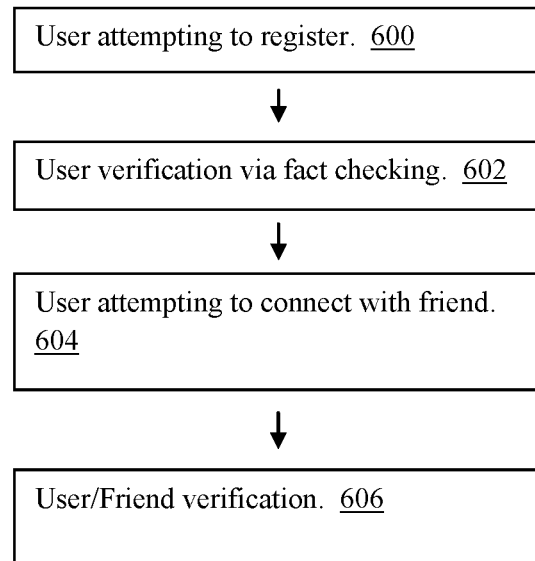 User attempting to register. 600
User verification via fact checking. 602
User attempting to connect with friend.
604
User/Friend verification. 606